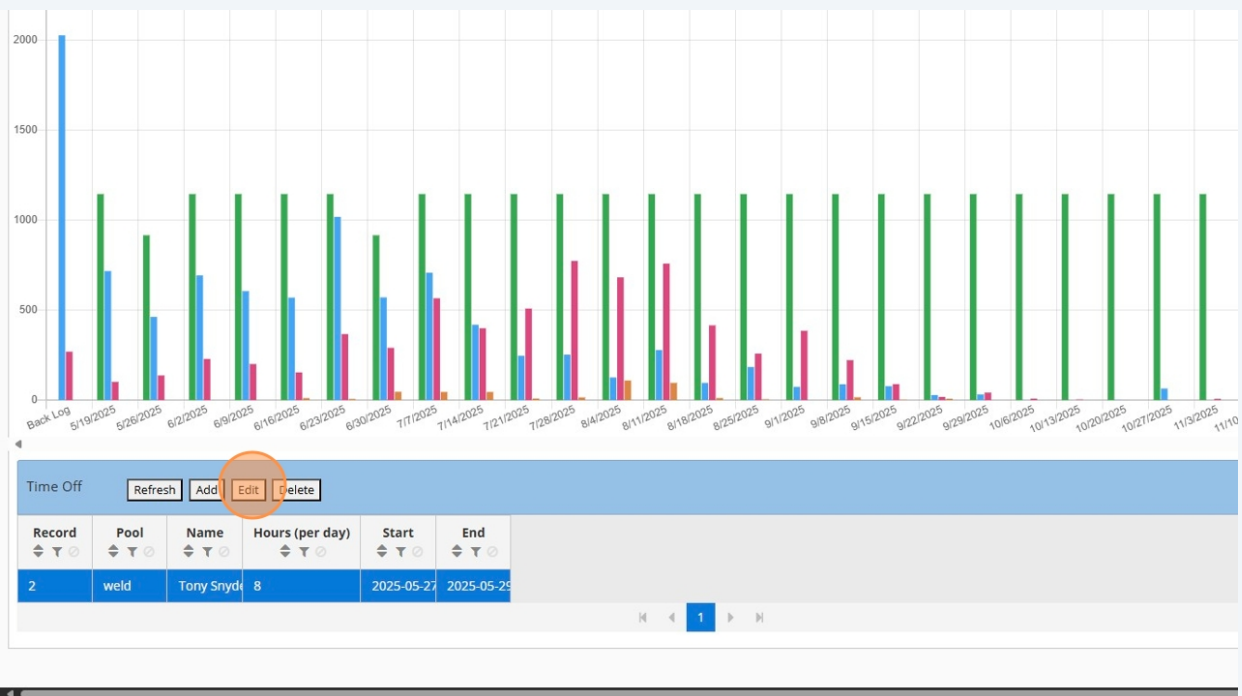 2000
1500
1000
500
0
Back Log 5/19/2025 5/26/2025 6/2/2025 6/9/2025 6/16/2025 6/23/2025 6/30/2025 7/7/2025 7/14/2025 7/21/2025 7/28/2025 8/4/2025 8/11/2025 8/18/2025 8/25/2025 9/1/2025 9/8/2025 9/15/2025 9/22/2025 9/29/2025 10/6/2025 10/13/2025 10/20/2025 10/27/2025 11/3/2025 11/10
Time Off Refresh Add Edit Delete
Record Pool Name Hours (per day) Start End
2 weld Tony Snyde 8 2025-05-27 2025-05-29
1